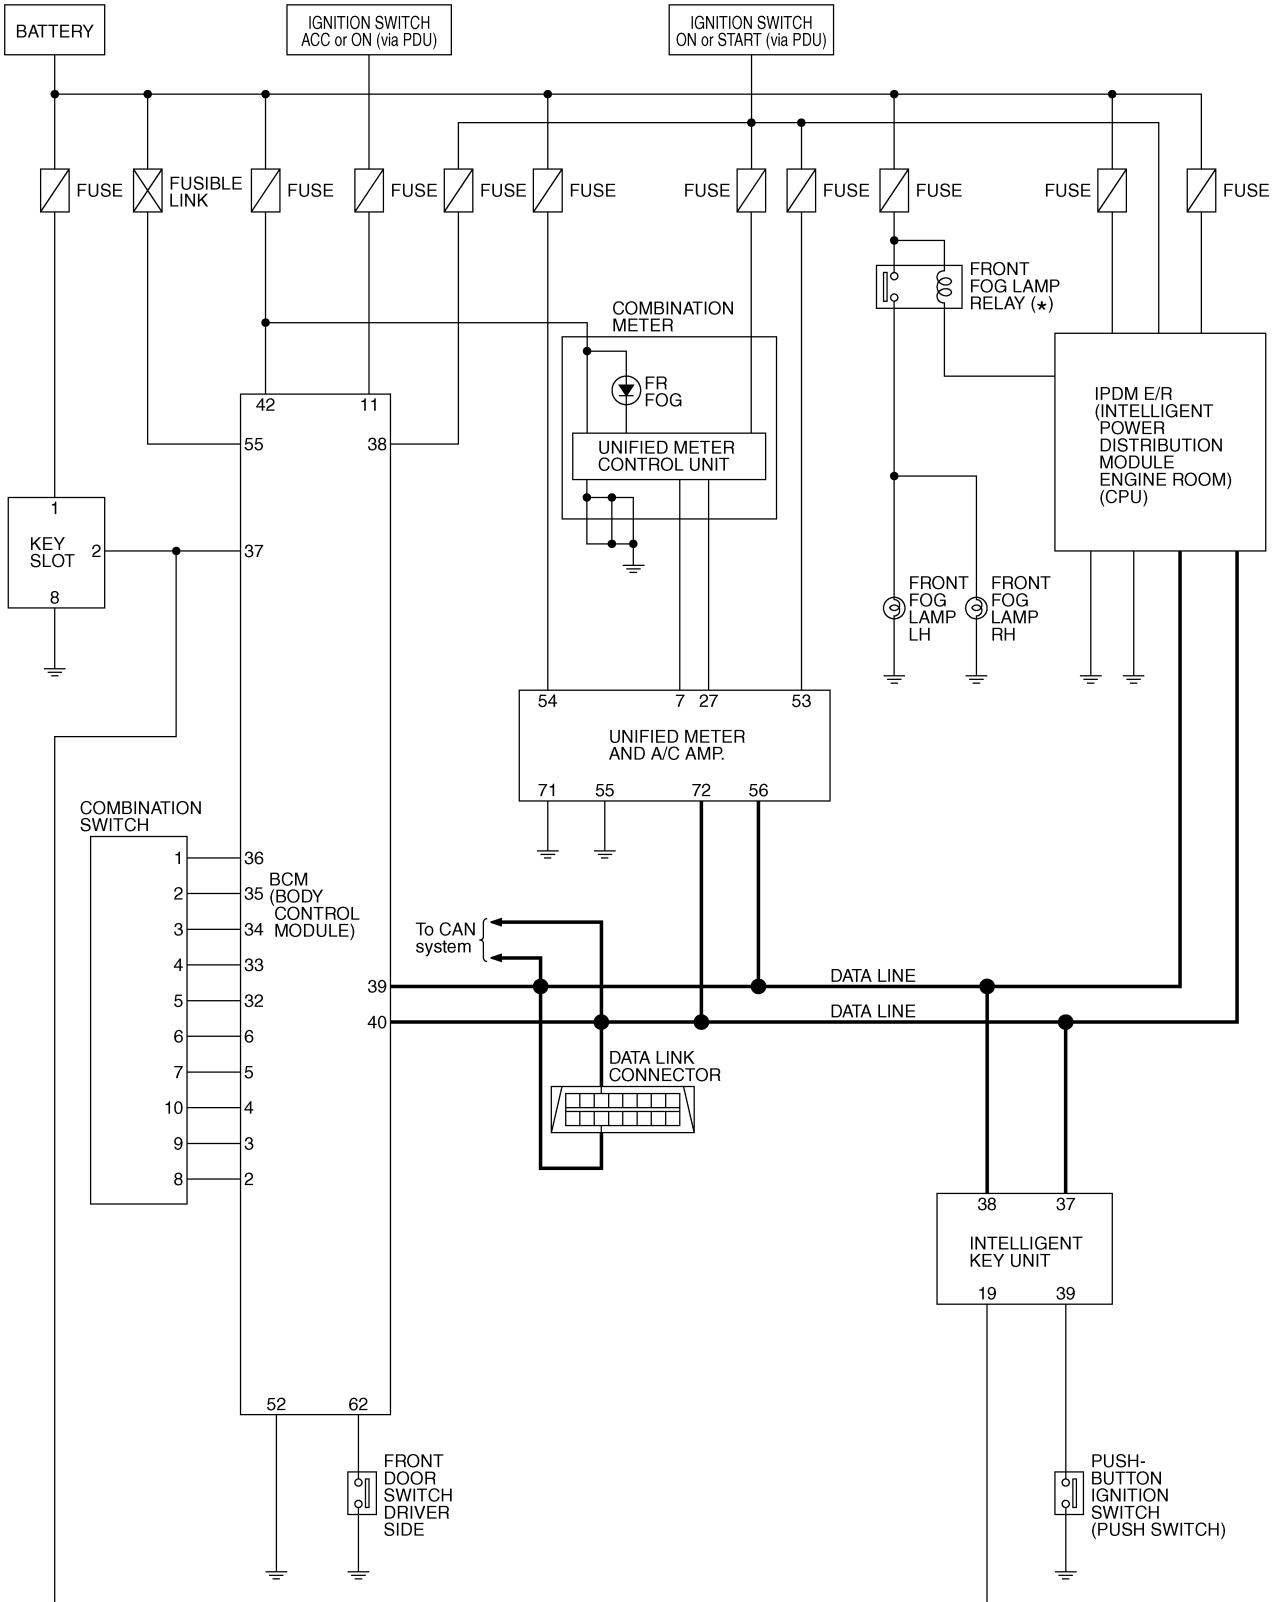 BATTERY
IGNITION SWITCH
ACC or ON (via PDU)
IGNITION SWITCH
ON or START (via PDU)
FUSE
FUSIBLE
LINK
FUSE
FUSE
FUSE
FUSE
FUSE
FUSE
FUSE
FUSE
FUSE
FRONT
FOG LAMP
RELAY (*)
COMBINATION
METER
FR
FOG
UNIFIED METER
CONTROL UNIT
IPDM E/R
(INTELLIGENT
POWER
DISTRIBUTION
MODULE
ENGINE ROOM)
(CPU)
42
11
55
38
1
KEY
SLOT
2
8
37
FRONT
FOG
LAMP
LH
FRONT
FOG
LAMP
RH
54
7
27
53
UNIFIED METER
AND A/C AMP.
71
55
72
56
COMBINATION
SWITCH
1
36
2
35
3
34
4
33
5
32
6
6
7
5
10
4
9
3
8
2
BCM
(BODY
CONTROL
MODULE)
To CAN
system
39
DATA LINE
40
DATA LINE
DATA LINK
CONNECTOR
38
37
INTELLIGENT
KEY UNIT
19
39
52
62
FRONT
DOOR
SWITCH
DRIVER
SIDE
PUSH-
BUTTON
IGNITION
SWITCH
(PUSH SWITCH)